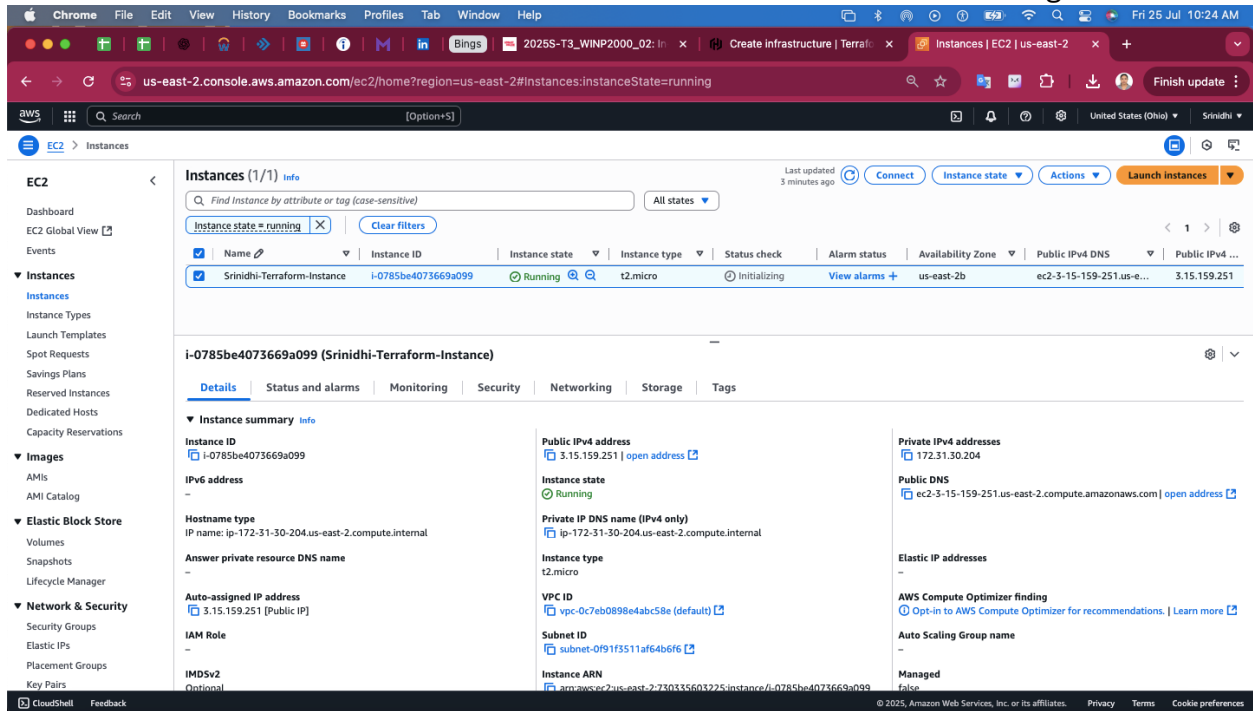 Chrome File Edit View History Bookmarks Profiles Tab Window Help Fri 25 Jul 10:24 AM
Bings 2025S-T3_WINP2000_02: In Create infrastructure | Terrafo Instances | EC2 | us-east-2
us-east-2.console.aws.amazon.com/ec2/home?region=us-east-2#Instances:instanceState=running Finish update
aws Search [Option+S] United States (Ohio) Srinidhi
EC2 > Instances
EC2
Dashboard
EC2 Global View
Events
Instances
Instances
Instance Types
Launch Templates
Spot Requests
Savings Plans
Reserved Instances
Dedicated Hosts
Capacity Reservations
Images
AMIs
AMI Catalog
Elastic Block Store
Volumes
Snapshots
Lifecycle Manager
Network & Security
Security Groups
Elastic IPs
Placement Groups
Key Pairs
Instances (1/1) Info Last updated 3 minutes ago Connect Instance state Actions Launch instances
Find Instance by attribute or tag (case-sensitive) All states
Instance state = running Clear filters 1
Name Instance ID Instance state Instance type Status check Alarm status Availability Zone Public IPv4 DNS Public IPv4 ...
Srinidhi-Terraform-Instance i-0785be4073669a099 Running t2.micro Initializing View alarms + us-east-2b ec2-3-15-159-251.us-e... 3.15.159.251
i-0785be4073669a099 (Srinidhi-Terraform-Instance)
Details Status and alarms Monitoring Security Networking Storage Tags
Instance summary Info
Instance ID Public IPv4 address Private IPv4 addresses
i-0785be4073669a099 3.15.159.251 | open address 172.31.30.204
IPv6 address Instance state Public DNS
– Running ec2-3-15-159-251.us-east-2.compute.amazonaws.com | open address
Hostname type Private IP DNS name (IPv4 only)
IP name: ip-172-31-30-204.us-east-2.compute.internal ip-172-31-30-204.us-east-2.compute.internal
Answer private resource DNS name Instance type Elastic IP addresses
– t2.micro –
Auto-assigned IP address VPC ID AWS Compute Optimizer finding
3.15.159.251 [Public IP] vpc-0c7eb0898e4abc58e (default) Opt-in to AWS Compute Optimizer for recommendations. | Learn more
IAM Role Subnet ID Auto Scaling Group name
– subnet-0f91f3511af64b6f6 –
IMDSv2 Instance ARN Managed
Optional arn:aws:ec2:us-east-2:730335603225:instance/i-0785be4073669a099 false
CloudShell Feedback © 2025, Amazon Web Services, Inc. or its affiliates. Privacy Terms Cookie preferences